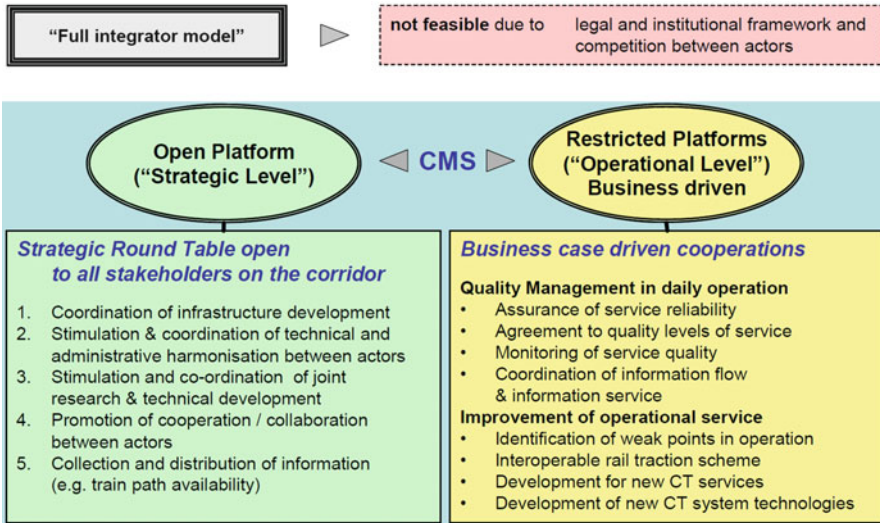 “Full integrator model”
not feasible due to legal and institutional framework and
competition between actors
Open Platform
(“Strategic Level”)
CMS
Restricted Platforms
(“Operational Level”)
Business driven
Strategic Round Table open
to all stakeholders on the corridor
1. Coordination of infrastructure development
2. Stimulation & coordination of technical and
administrative harmonisation between actors
3. Stimulation and co-ordination of joint
research & technical development
4. Promotion of cooperation / collaboration
between actors
5. Collection and distribution of information
(e.g. train path availability)
Business case driven cooperations
Quality Management in daily operation
• Assurance of service reliability
• Agreement to quality levels of service
• Monitoring of service quality
• Coordination of information flow
& information service
Improvement of operational service
• Identification of weak points in operation
• Interoperable rail traction scheme
• Development for new CT services
• Development of new CT system technologies